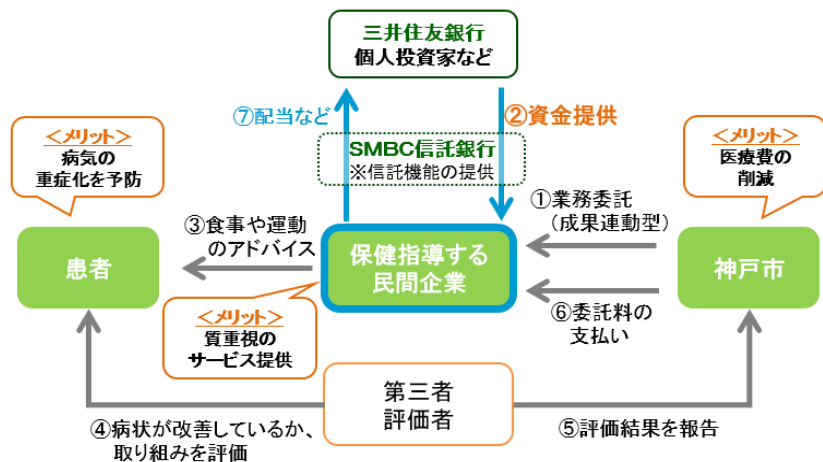 三井住友銀行
個人投資家など
⑦配当など
②資金提供
SMBC信託銀行
※信託機能の提供
<メリット>
病気の
重症化を予防
<メリット>
医療費の
削減
①業務委託
(成果連動型)
③食事や運動
のアドバイス
患者
保健指導する
民間企業
神戸市
<メリット>
質重視の
サービス提供
⑥委託料の
支払い
第三者
評価者
④病状が改善しているか、
取り組みを評価
⑤評価結果を報告